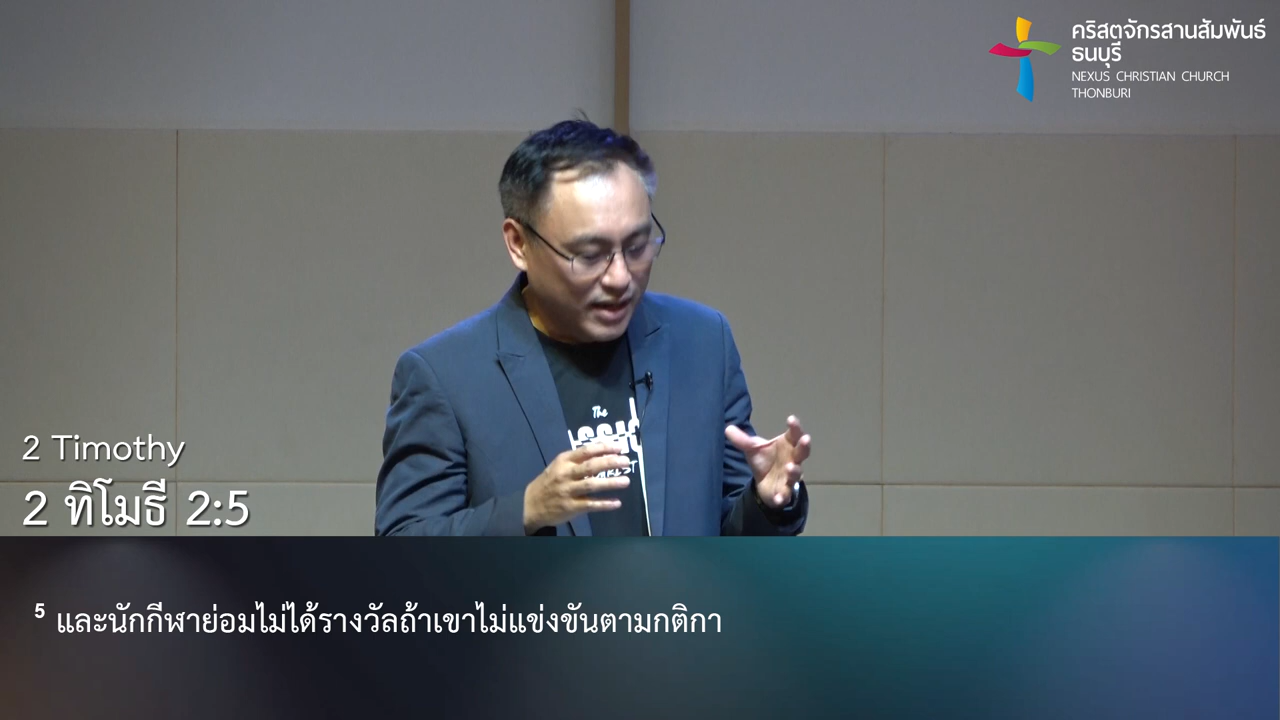 คริสตจักรสานสัมพันธ์
ธนบุรี
NEXUS CHRISTIAN CHURCH
THONBURI
The
2 Timothy
2 ทิโมธี 2:5
5 และนักกีฬาย่อมไม่ได้รางวัลถ้าเขาไม่แข่งขันตามกติกา